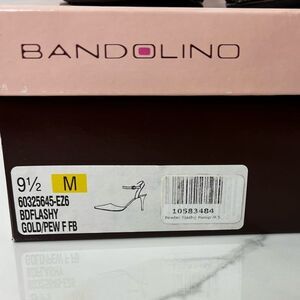 BANDOLINO
9½ M
60325645-EZ6
BDFLASHY
GOLD/PEW F FB
10583484